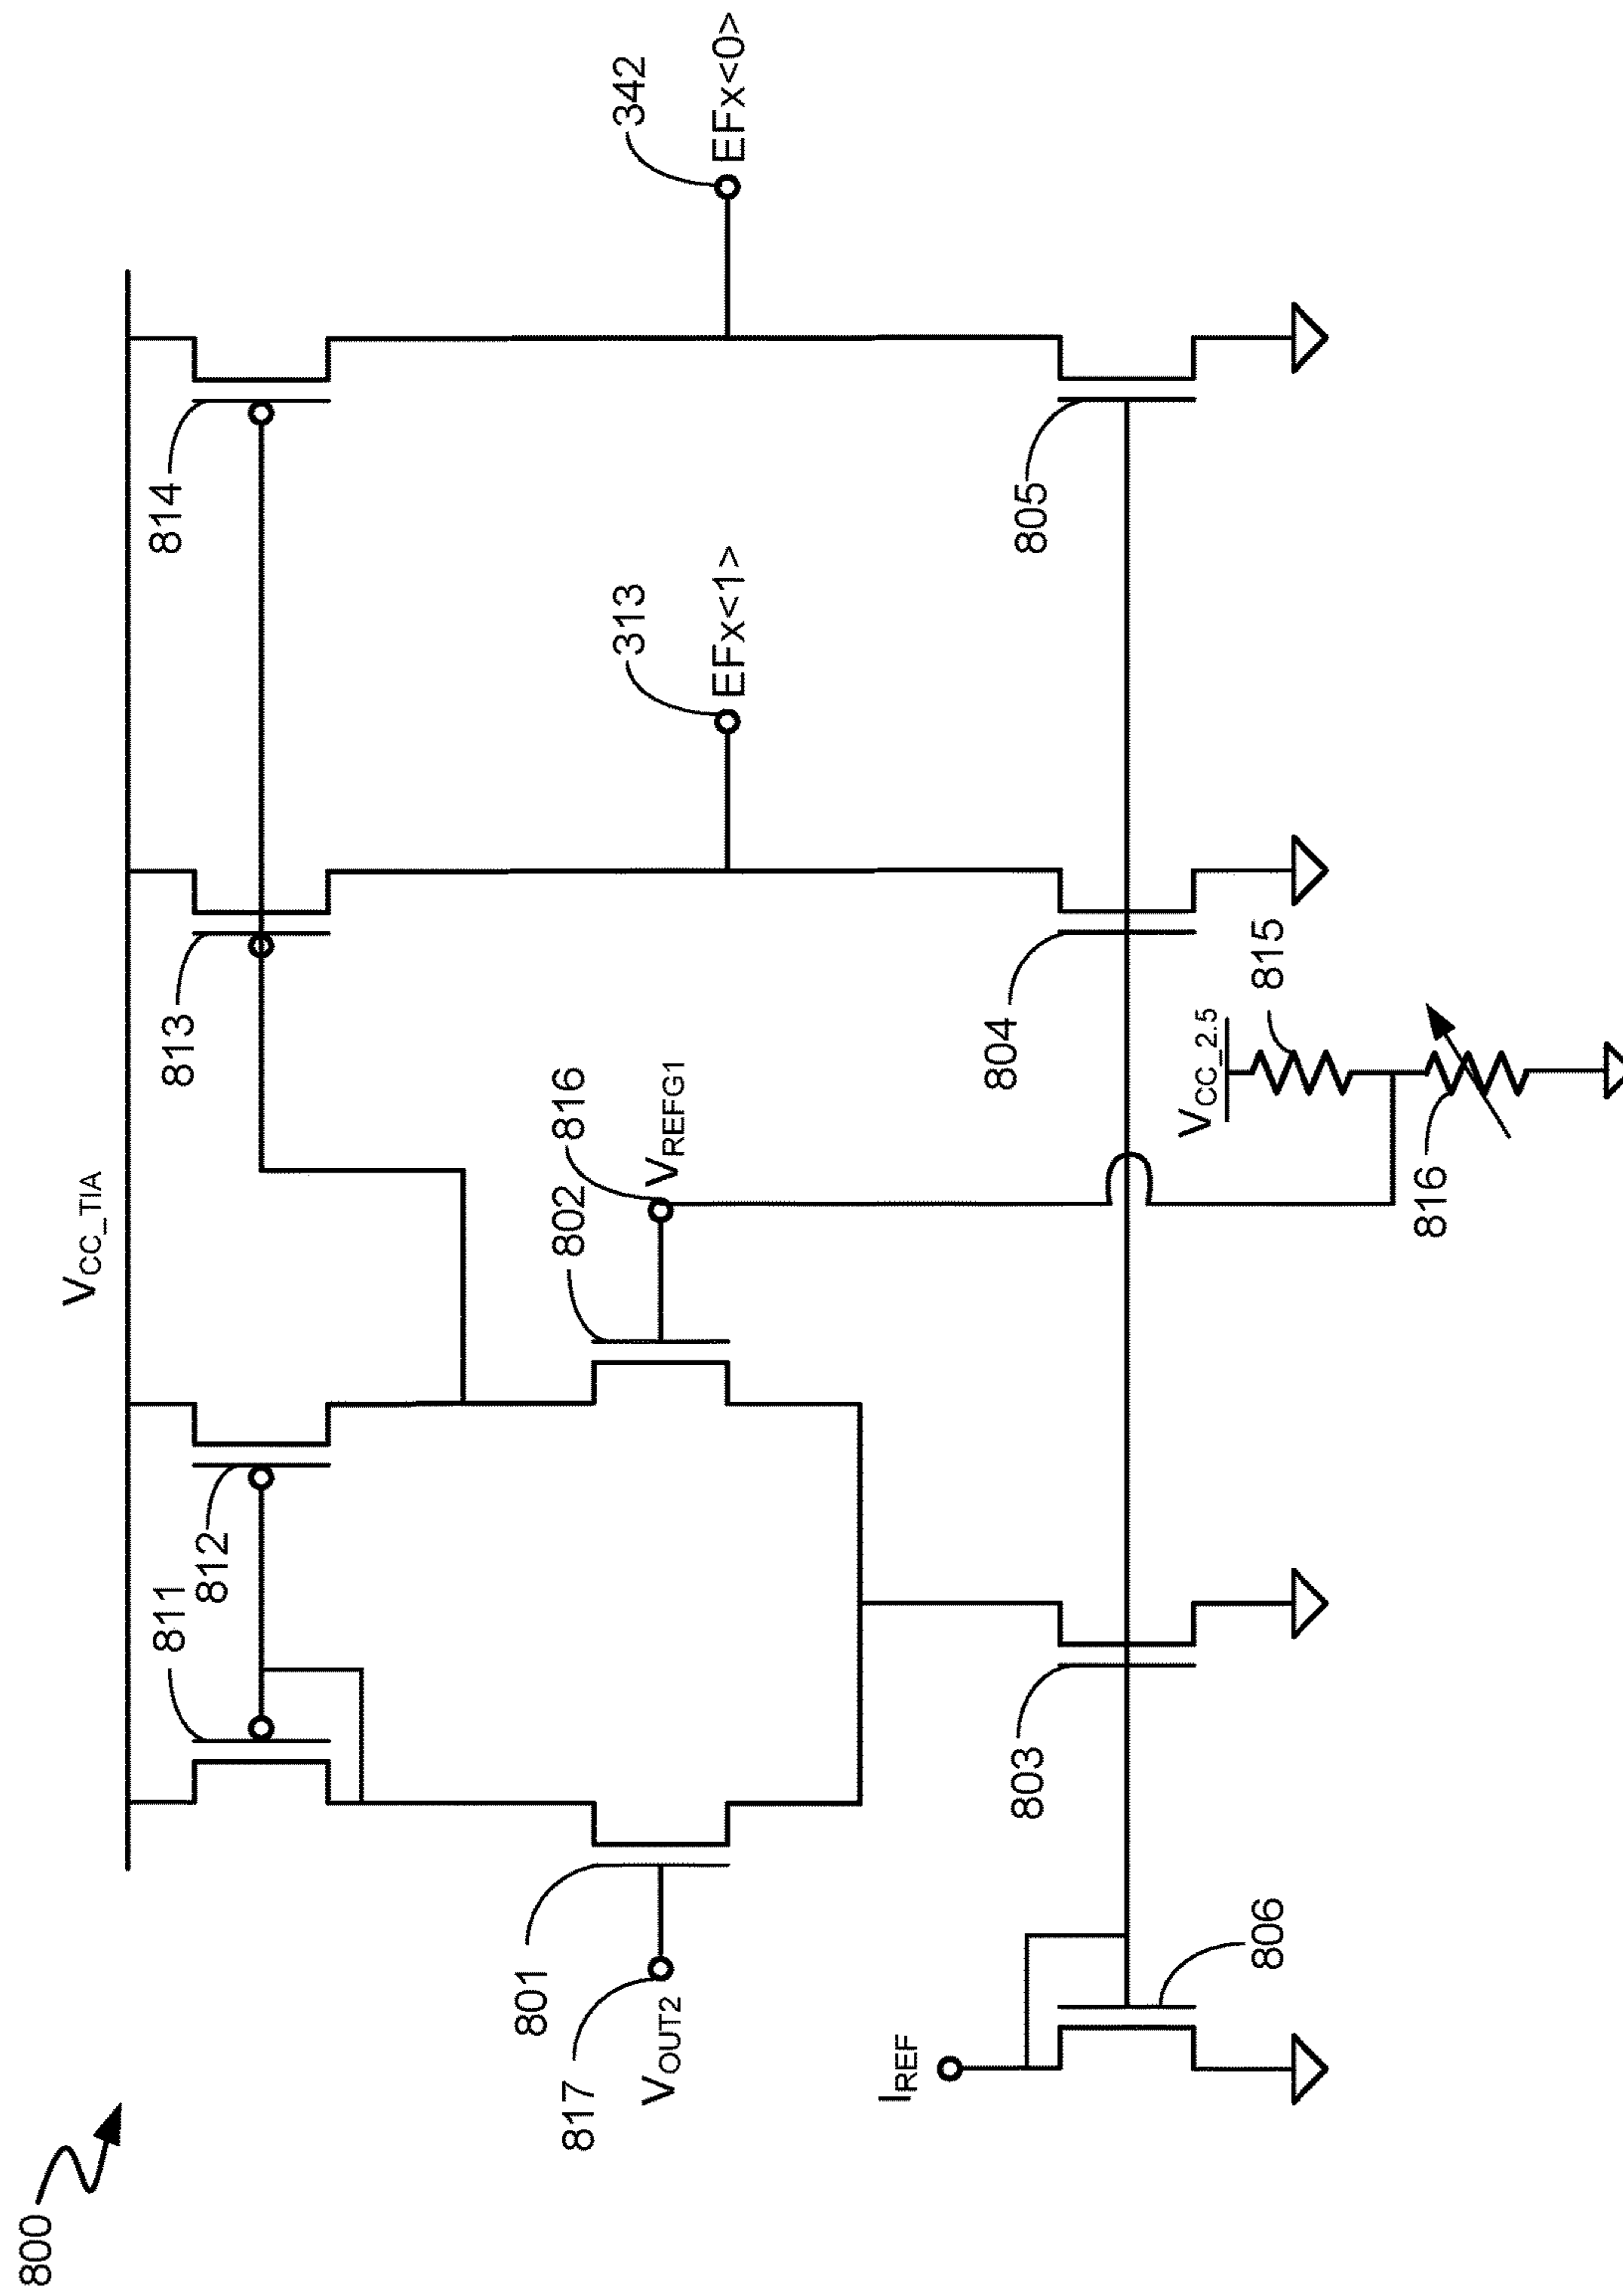 800
V_CC_TIA
811
812
813
814
801
817
V_OUT2
802
816
V_REFG1
313
EFx<1>
342
EFx<0>
I_REF
806
803
804
805
V_CC_2.5
815
816